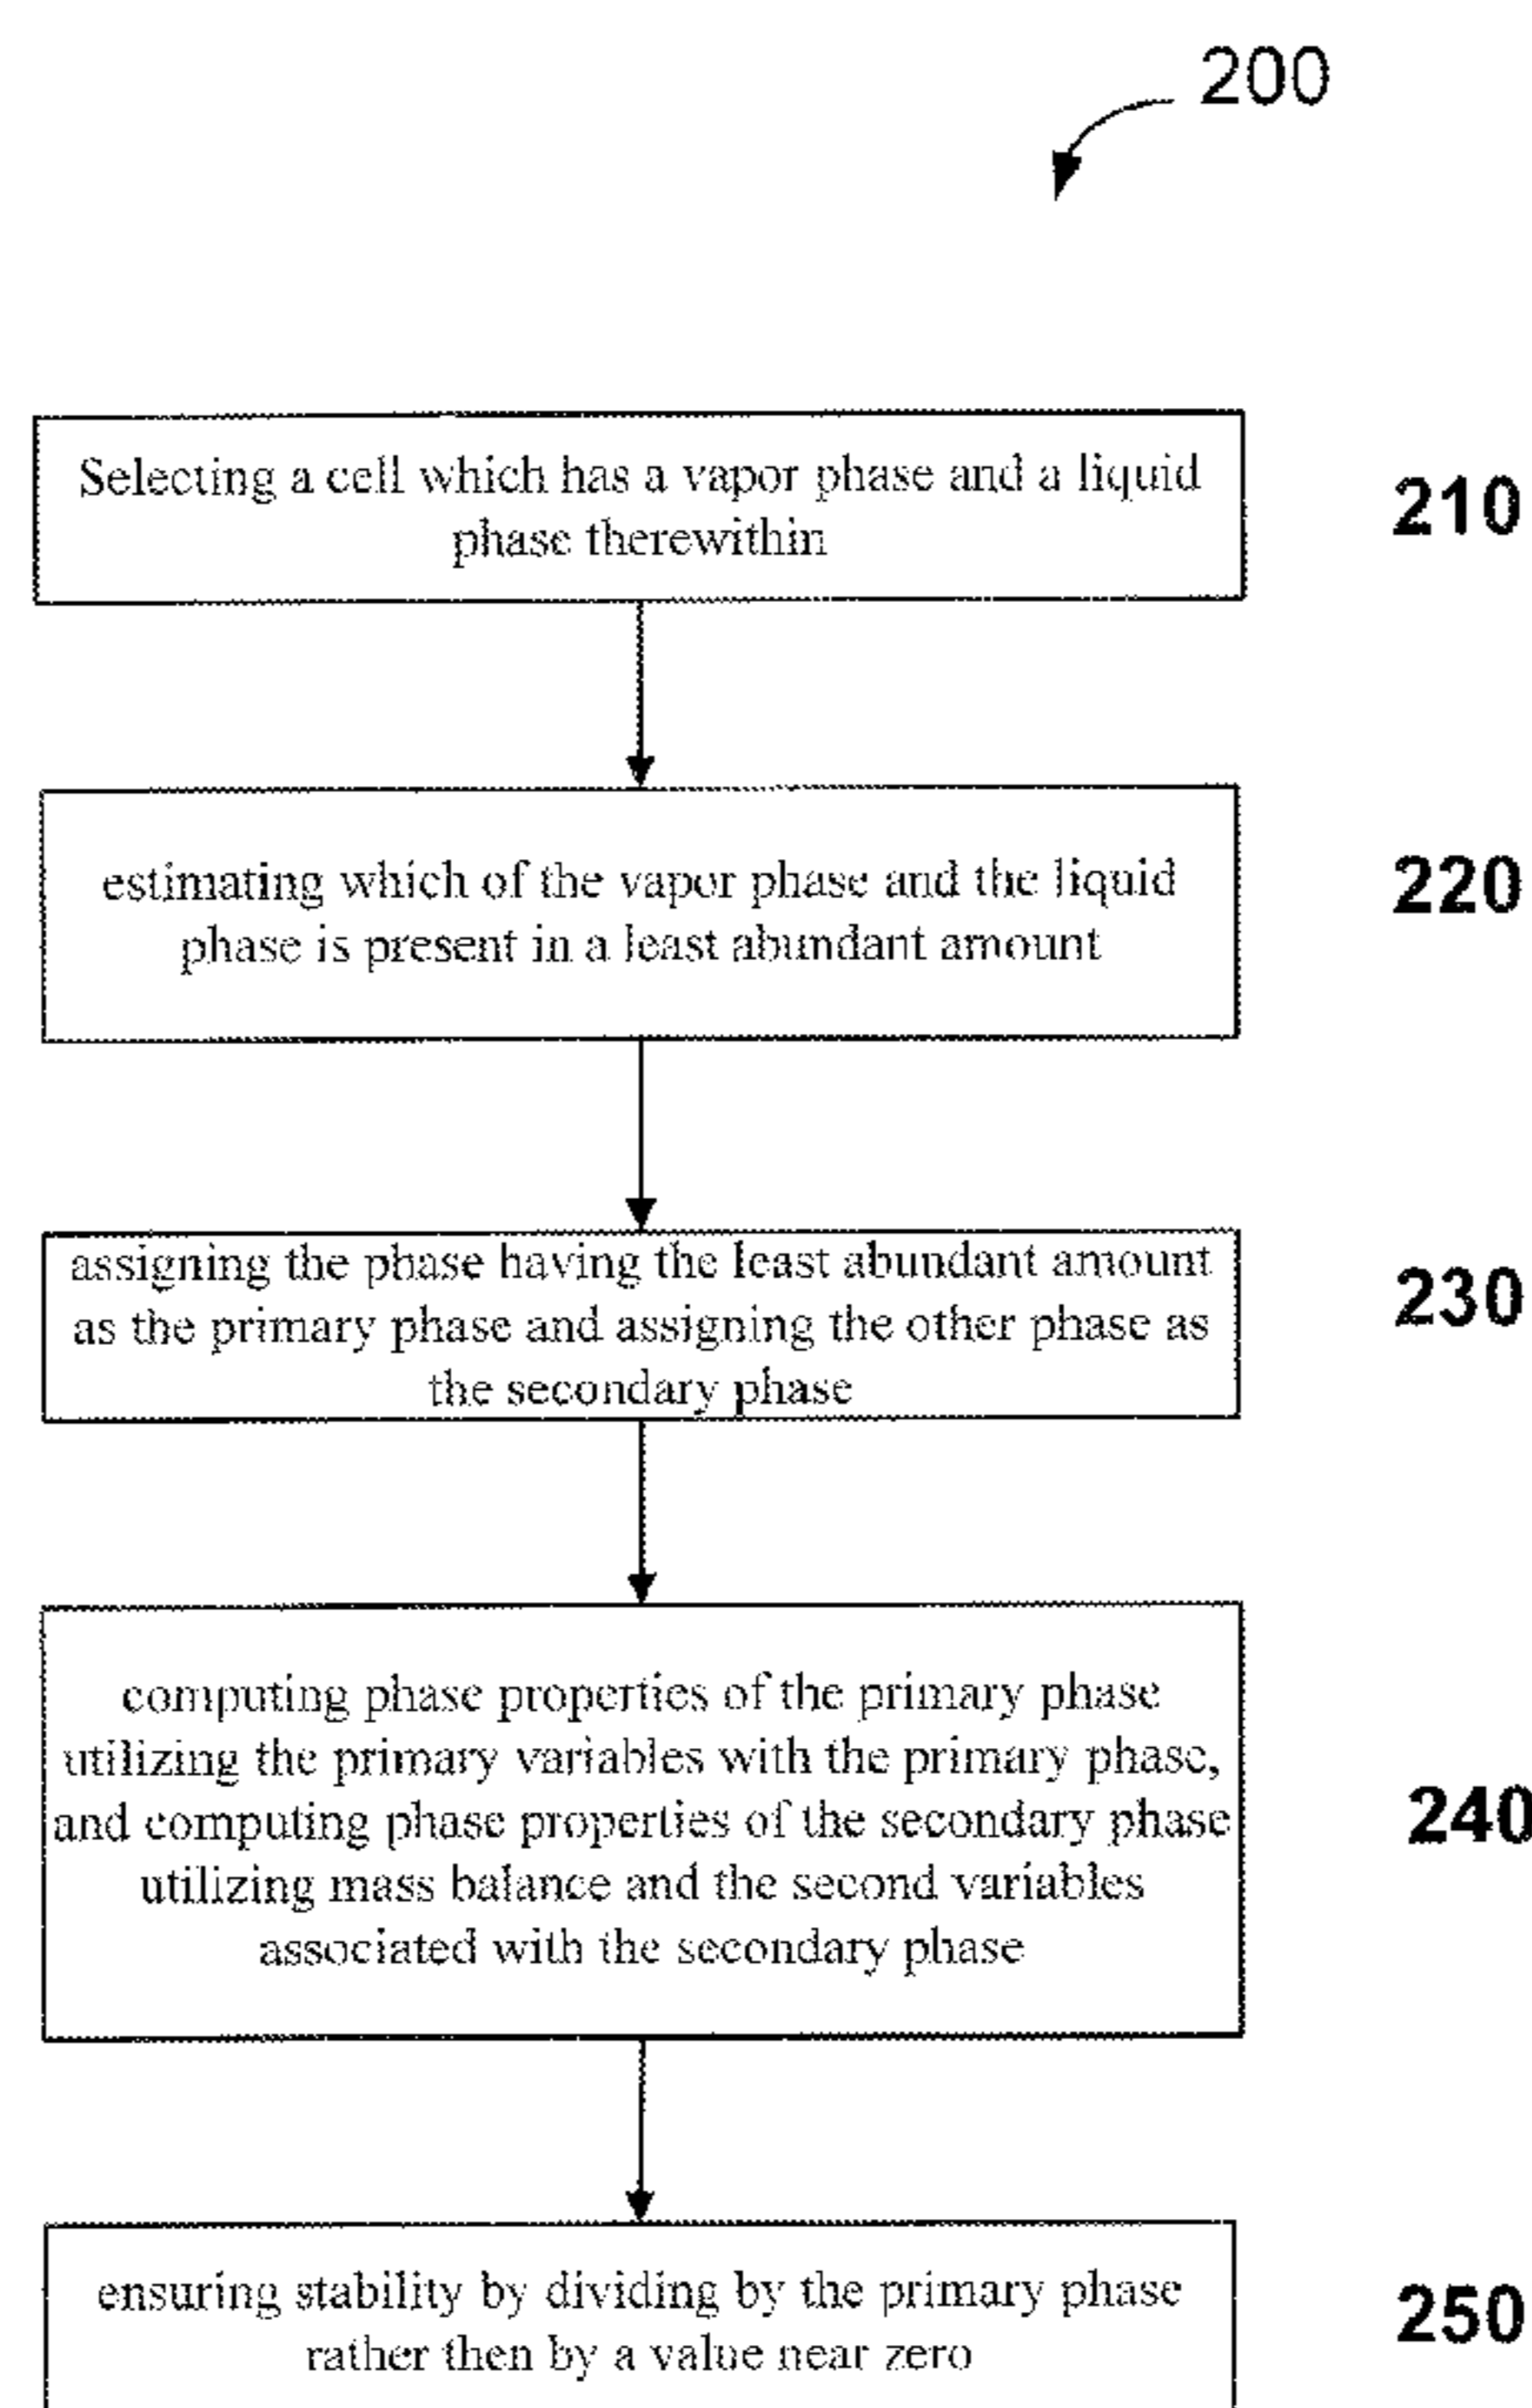 200
Selecting a cell which has a vapor phase and a liquid
phase therewithin
210
estimating which of the vapor phase and the liquid
phase is present in a least abundant amount
220
assigning the phase having the least abundant amount
as the primary phase and assigning the other phase as
the secondary phase
230
computing phase properties of the primary phase
utilizing the primary variables with the primary phase,
and computing phase properties of the secondary phase
utilizing mass balance and the second variables
associated with the secondary phase
240
ensuring stability by dividing by the primary phase
rather then by a value near zero
250